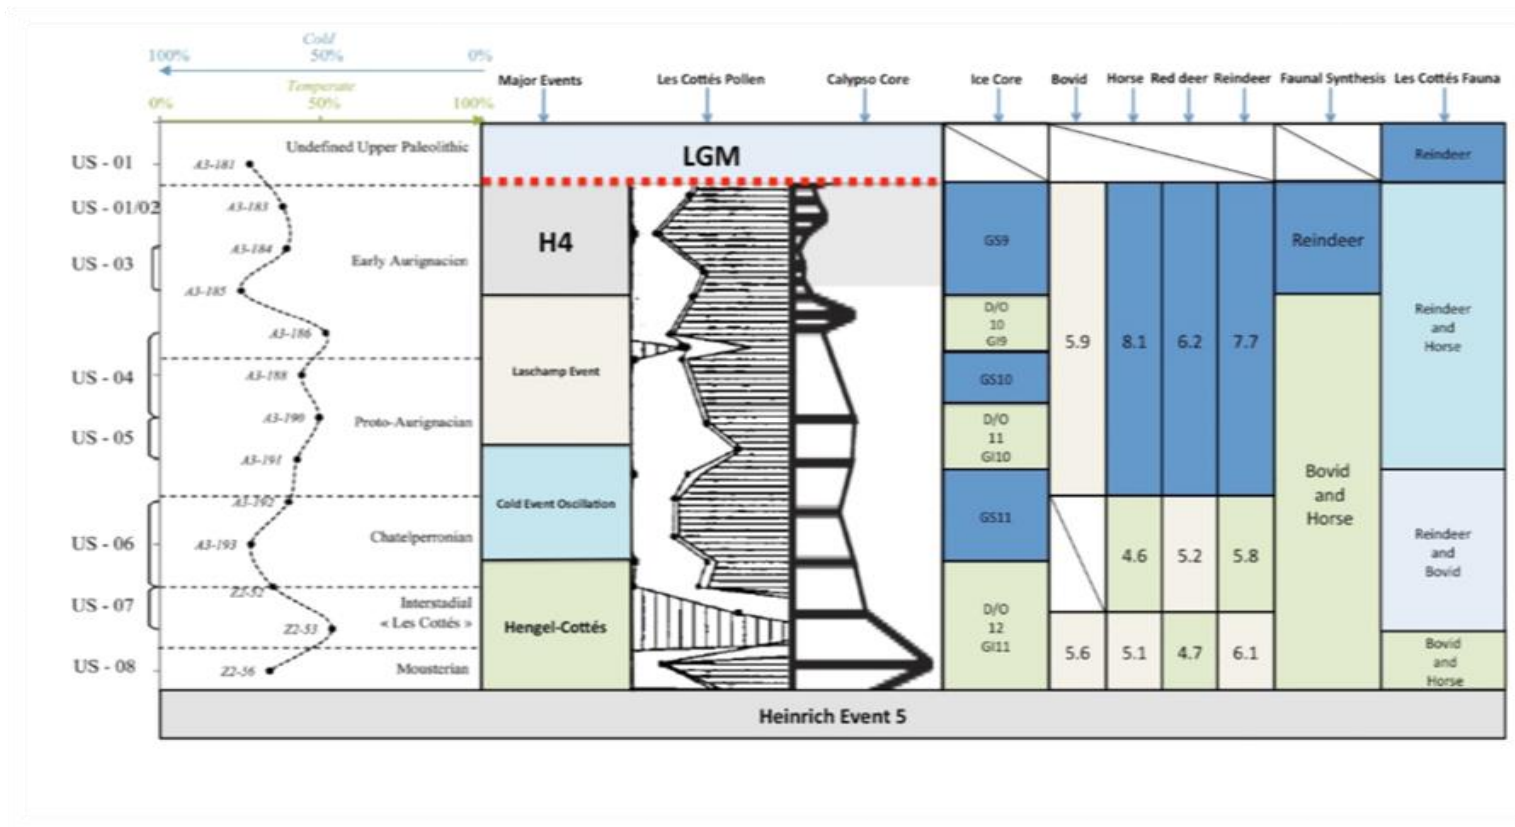 Cold
100% 50% 0%
Temperate
0% 50% 100%
Major Events Les Cottés Pollen Calypso Core Ice Core Bovid Horse Red deer Reindeer Faunal Synthesis Les Cottés Fauna
US - 01
US - 01/02
US - 03
US - 04
US - 05
US - 06
US - 07
US - 08
A3-181
A3-183
A3-184
A3-185
A3-186
A3-188
A3-190
A3-191
A3-192
A3-193
Z2-52
Z2-53
Z2-56
Undefined Upper Paleolithic
Early Aurignacien
Proto-Aurignacian
Chatelperronian
Interstadial
« Les Cottés »
Mousterian
LGM
H4
Laschamp Event
Cold Event Oscillation
Hengel-Cottés
GS9
D/O
10
GI9
GS10
D/O
11
GI10
GS11
D/O
12
GI11
5.9 8.1 6.2 7.7
4.6 5.2 5.8
5.6 5.1 4.7 6.1
Reindeer
Bovid
and
Horse
Reindeer
Reindeer
and
Horse
Reindeer
and
Bovid
Bovid
and
Horse
Heinrich Event 5